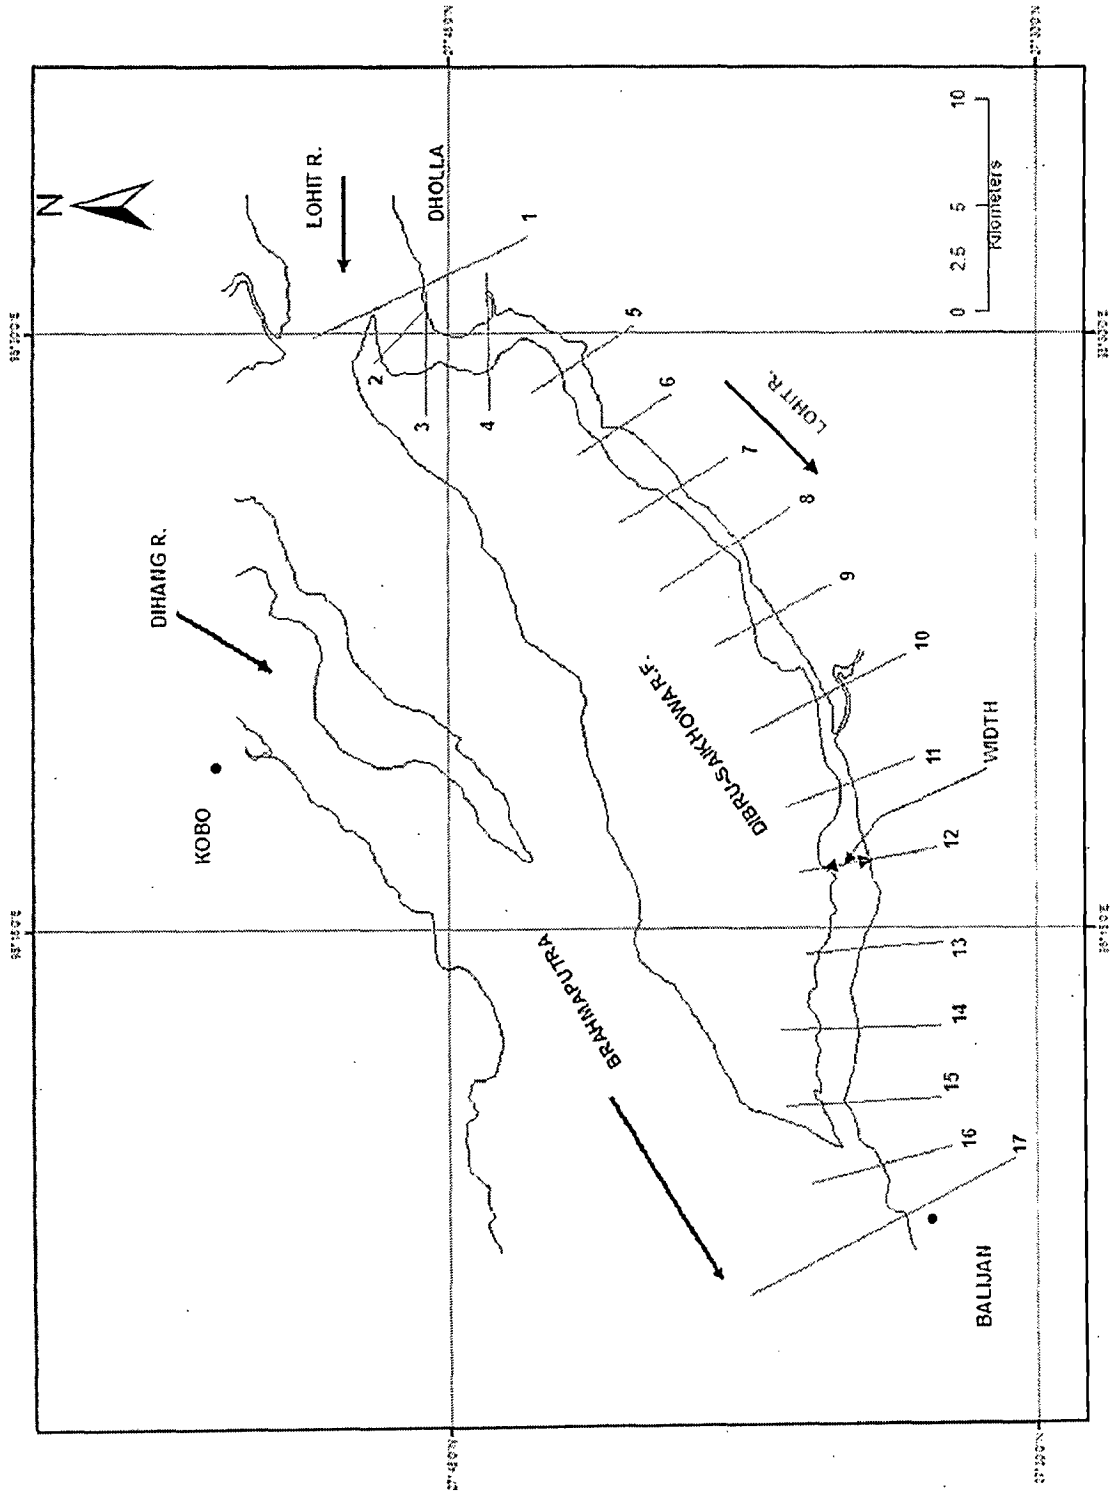 N
LOHIT R.
DHOLLA
DIHANG R.
KOBO
1
2
3
4
5
6
7
8
9
10
11
12
13
14
15
16
17
LOHIT R.
DIBRU-SAIKHOWA R.F.
WIDTH
BRAHMAPUTRA
BALIJAN
0 2.5 5 10
Kilometers